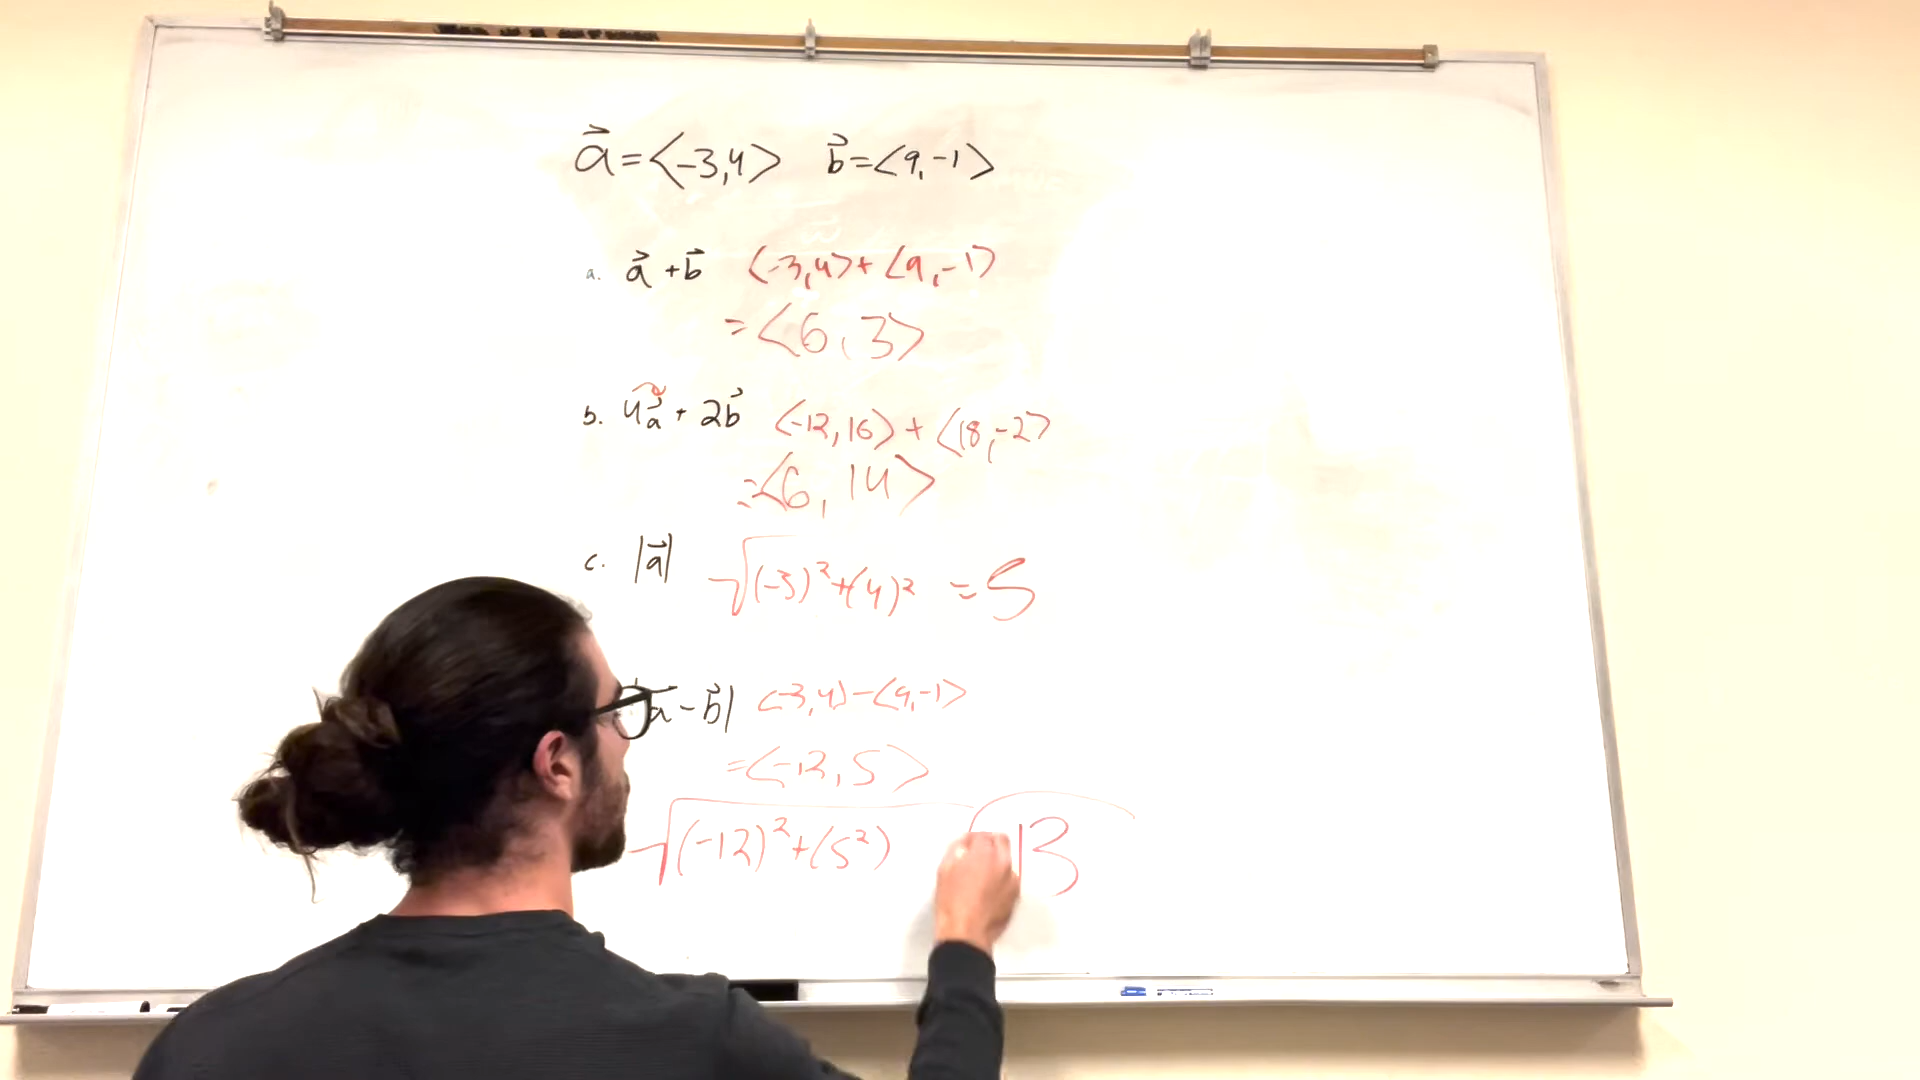 a⃗ = <-3,4> b⃗ = <9,-1>
a. a⃗ + b⃗ <-3,4> + <9,-1>
= <6,3>
b. 4a⃗ + 2b⃗ <-12,16> + <18,-2>
= <6,14>
c. |a⃗| √(-3)²+(4)² = 5
a - b⃗| <-3,4> - <9,-1>
= <-12,5>
√(-12)²+(5²) 13